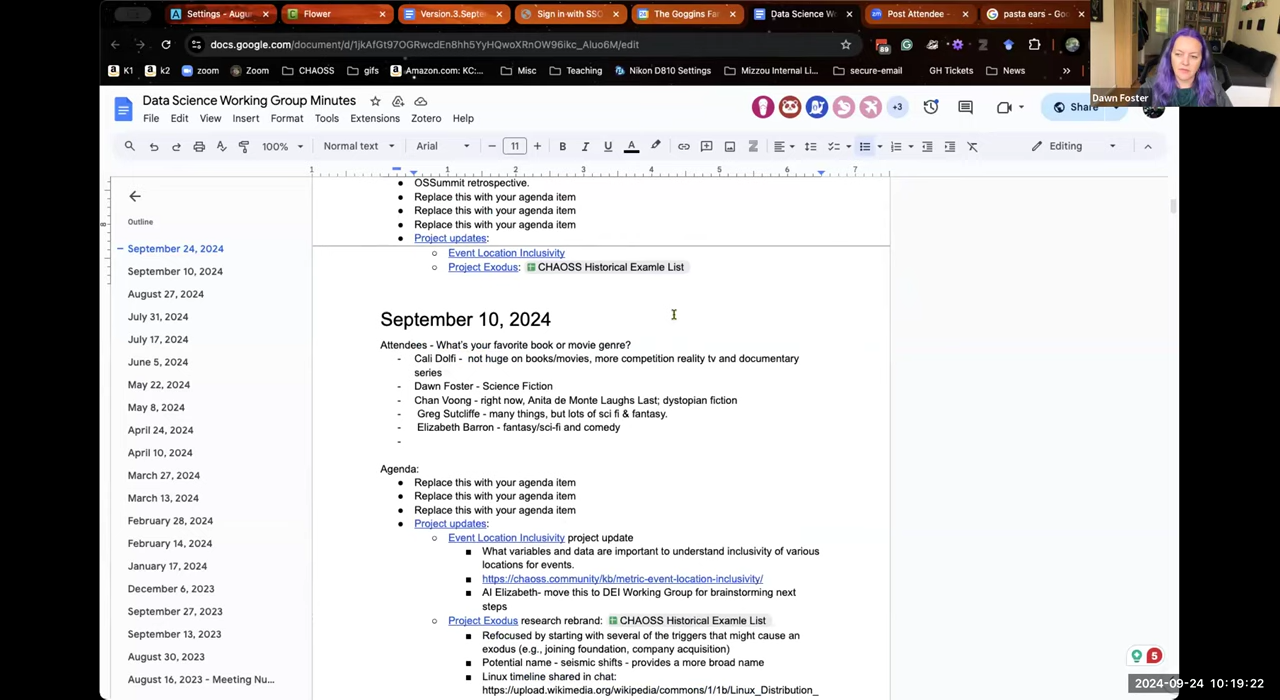 Settings - Augur
Flower
Version.3.Septe
Sign in with SSO
The Goggins Far
Data Science Wo
Post Attendee -
pasta ears - Goo
docs.google.com/document/d/1jkAfGt97OGRwcdEn8hh5YyHQwoXRnOW96ikc_Aluo6M/edit
89
K1
k2
zoom
Zoom
CHAOSS
gifs
Amazon.com: KC:...
Misc
Teaching
Nikon D810 Settings
Mizzou Internal Li...
secure-email
GH Tickets
News
Dawn Foster
Data Science Working Group Minutes
File Edit View Insert Format Tools Extensions Zotero Help
+3
Share
100%
Normal text
Arial
11
Editing
1 1 2 3 4 5 6 7
Outline
September 24, 2024
September 10, 2024
August 27, 2024
July 31, 2024
August 17, 2024
June 5, 2024
May 22, 2024
May 8, 2024
April 24, 2024
April 10, 2024
March 27, 2024
March 13, 2024
February 28, 2024
February 14, 2024
January 17, 2024
December 6, 2023
September 27, 2023
September 13, 2023
August 30, 2023
August 16, 2023 - Meeting Nu...
● OSSummit retrospective.
● Replace this with your agenda item
● Replace this with your agenda item
● Replace this with your agenda item
● Project updates:
○ Event Location Inclusivity
○ Project Exodus: CHAOSS Historical Examle List
September 10, 2024
Attendees - What's your favorite book or movie genre?
- Cali Dolfi - not huge on books/movies, more competition reality tv and documentary
series
- Dawn Foster - Science Fiction
- Chan Voong - right now, Anita de Monte Laughs Last; dystopian fiction
- Greg Sutcliffe - many things, but lots of sci fi & fantasy.
- Elizabeth Barron - fantasy/sci-fi and comedy
-
Agenda:
● Replace this with your agenda item
● Replace this with your agenda item
● Replace this with your agenda item
● Project updates:
○ Event Location Inclusivity project update
■ What variables and data are important to understand inclusivity of various
locations for events.
■ https://chaoss.community/kb/metric-event-location-inclusivity/
■ AI Elizabeth- move this to DEI Working Group for brainstorming next
steps
○ Project Exodus research rebrand: CHAOSS Historical Examle List
■ Refocused by starting with several of the triggers that might cause an
exodus (e.g., joining foundation, company acquisition)
■ Potential name - seismic shifts - provides a more broad name
■ Linux timeline shared in chat:
https://upload.wikimedia.org/wikipedia/commons/1/1b/Linux_Distribution_
5
2024-09-24 10:19:22